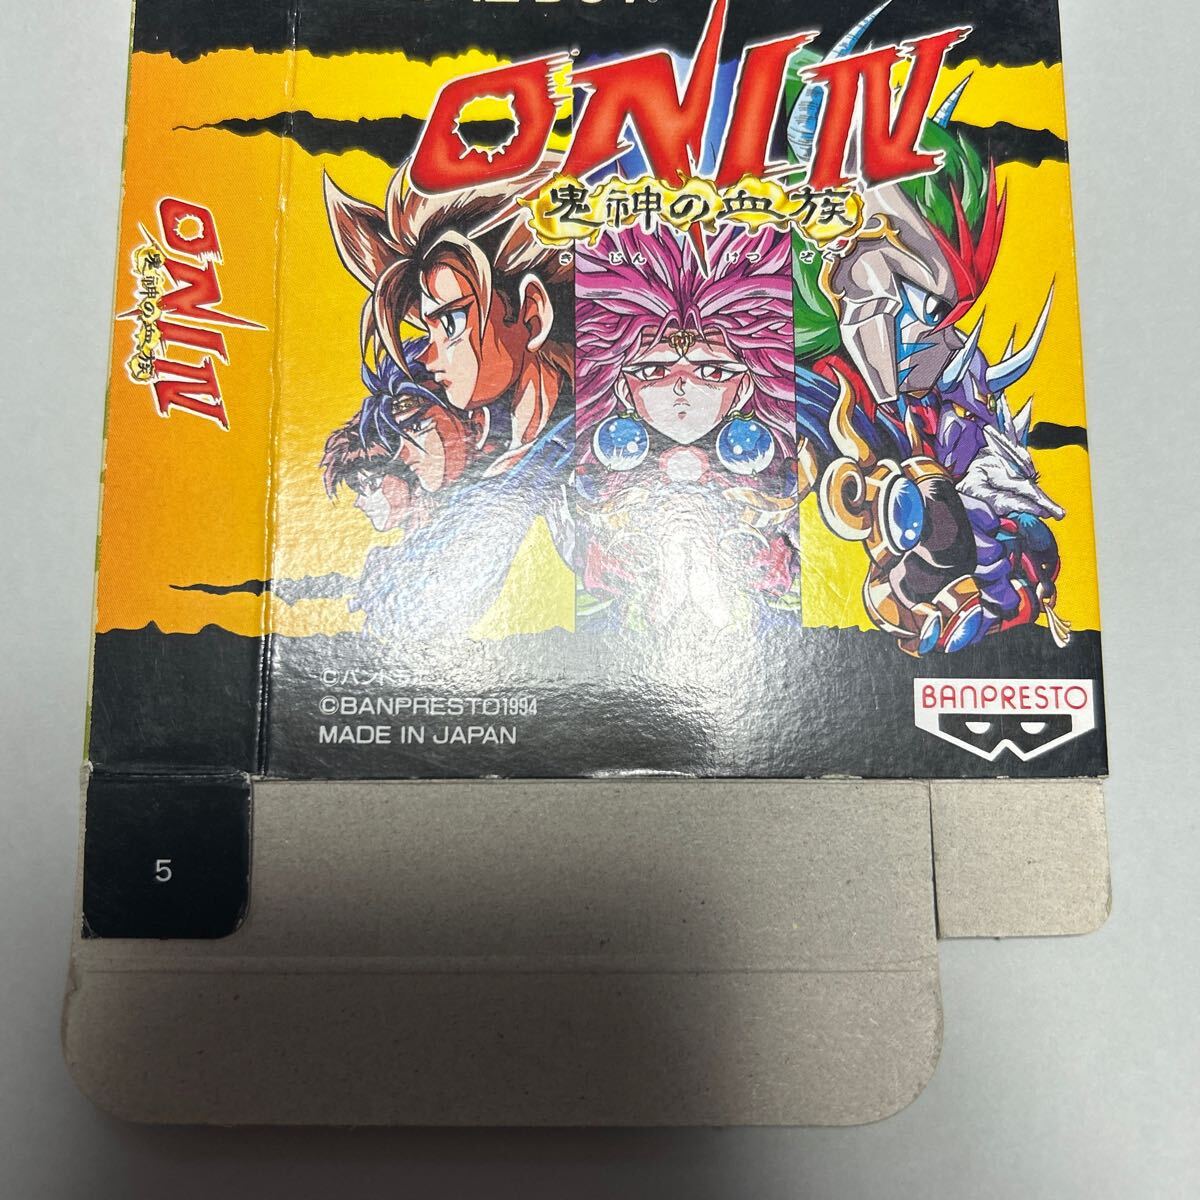 ONI IV
鬼神の血族
き じん けつ ぞく
ONI IV
鬼神の血族
©BANPRESTO1994
MADE IN JAPAN
BANPRESTO
5